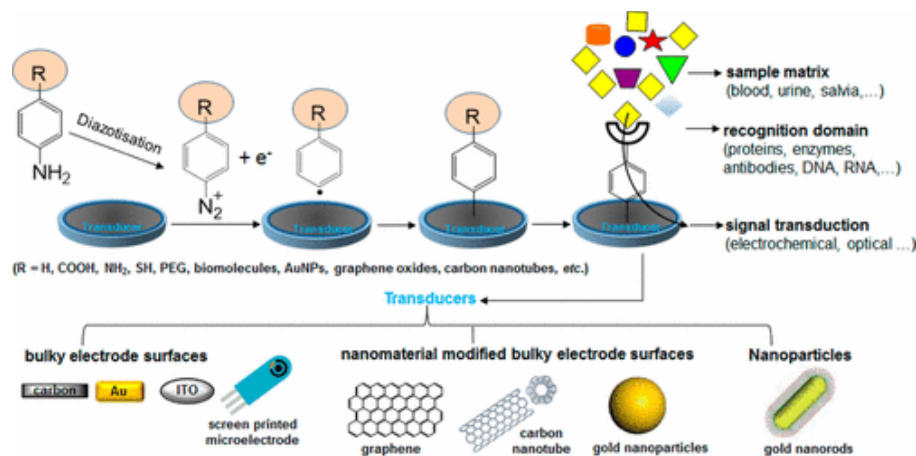 R
NH2
Diazotisation
R
N2+
+ e-
R
R
sample matrix
(blood, urine, salvia,...)
recognition domain
(proteins, enzymes,
antibodies, DNA, RNA,...)
signal transduction
(electrochemical, optical ...)
Transducer
Transducer
Transducer
Transducer
(R = H, COOH, NH2, SH, PEG, biomolecules, AuNPs, graphene oxides, carbon nanotubes, etc.)
Transducers
bulky electrode surfaces
carbon
Au
ITO
screen printed
microelectrode
nanomaterial modified bulky electrode surfaces
graphene
carbon
nanotube
gold nanoparticles
Nanoparticles
gold nanorods